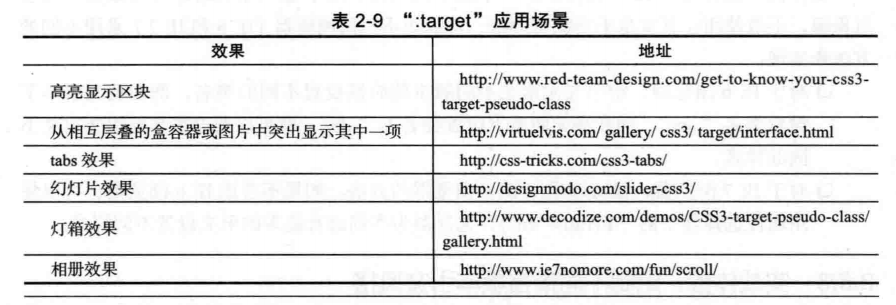 表 2-9 “:target”应用场景
效果 地址
高亮显示区块 http://www.red-team-design.com/get-to-know-your-css3-
target-pseudo-class
从相互层叠的盒容器或图片中突出显示其中一项 http://virtuelvis.com/ gallery/ css3/ target/interface.html
tabs 效果 http://css-tricks.com/css3-tabs/
幻灯片效果 http://designmodo.com/slider-css3/
灯箱效果 http://www.decodize.com/demos/CSS3-target-pseudo-class/
gallery.html
相册效果 http://www.ie7nomore.com/fun/scroll/